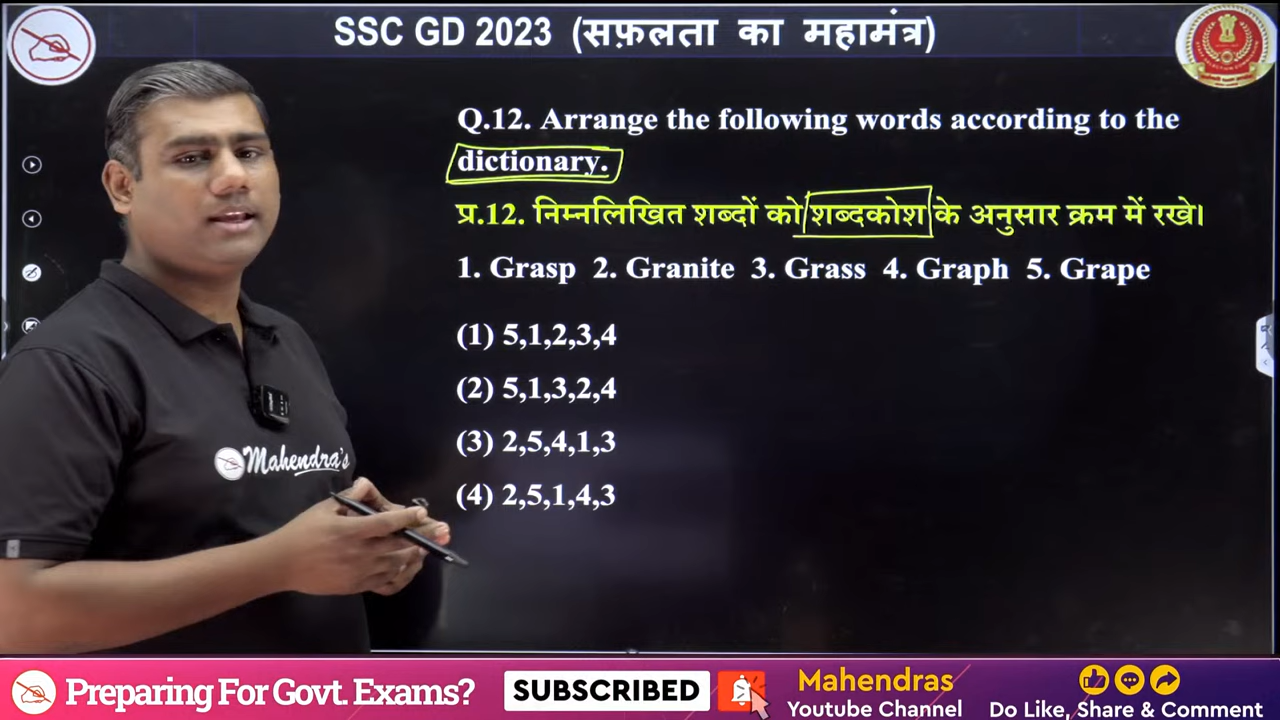 SSC GD 2023 (सफ़लता का महामंत्र)
Q.12. Arrange the following words according to the
dictionary.
प्र.12. निम्नलिखित शब्दों को शब्दकोश के अनुसार क्रम में रखे।
1. Grasp 2. Granite 3. Grass 4. Graph 5. Grape
(1) 5,1,2,3,4
(2) 5,1,3,2,4
(3) 2,5,4,1,3
(4) 2,5,1,4,3
Mahendra's
Preparing For Govt. Exams?
SUBSCRIBED
Mahendras
Youtube Channel
Do Like, Share & Comment